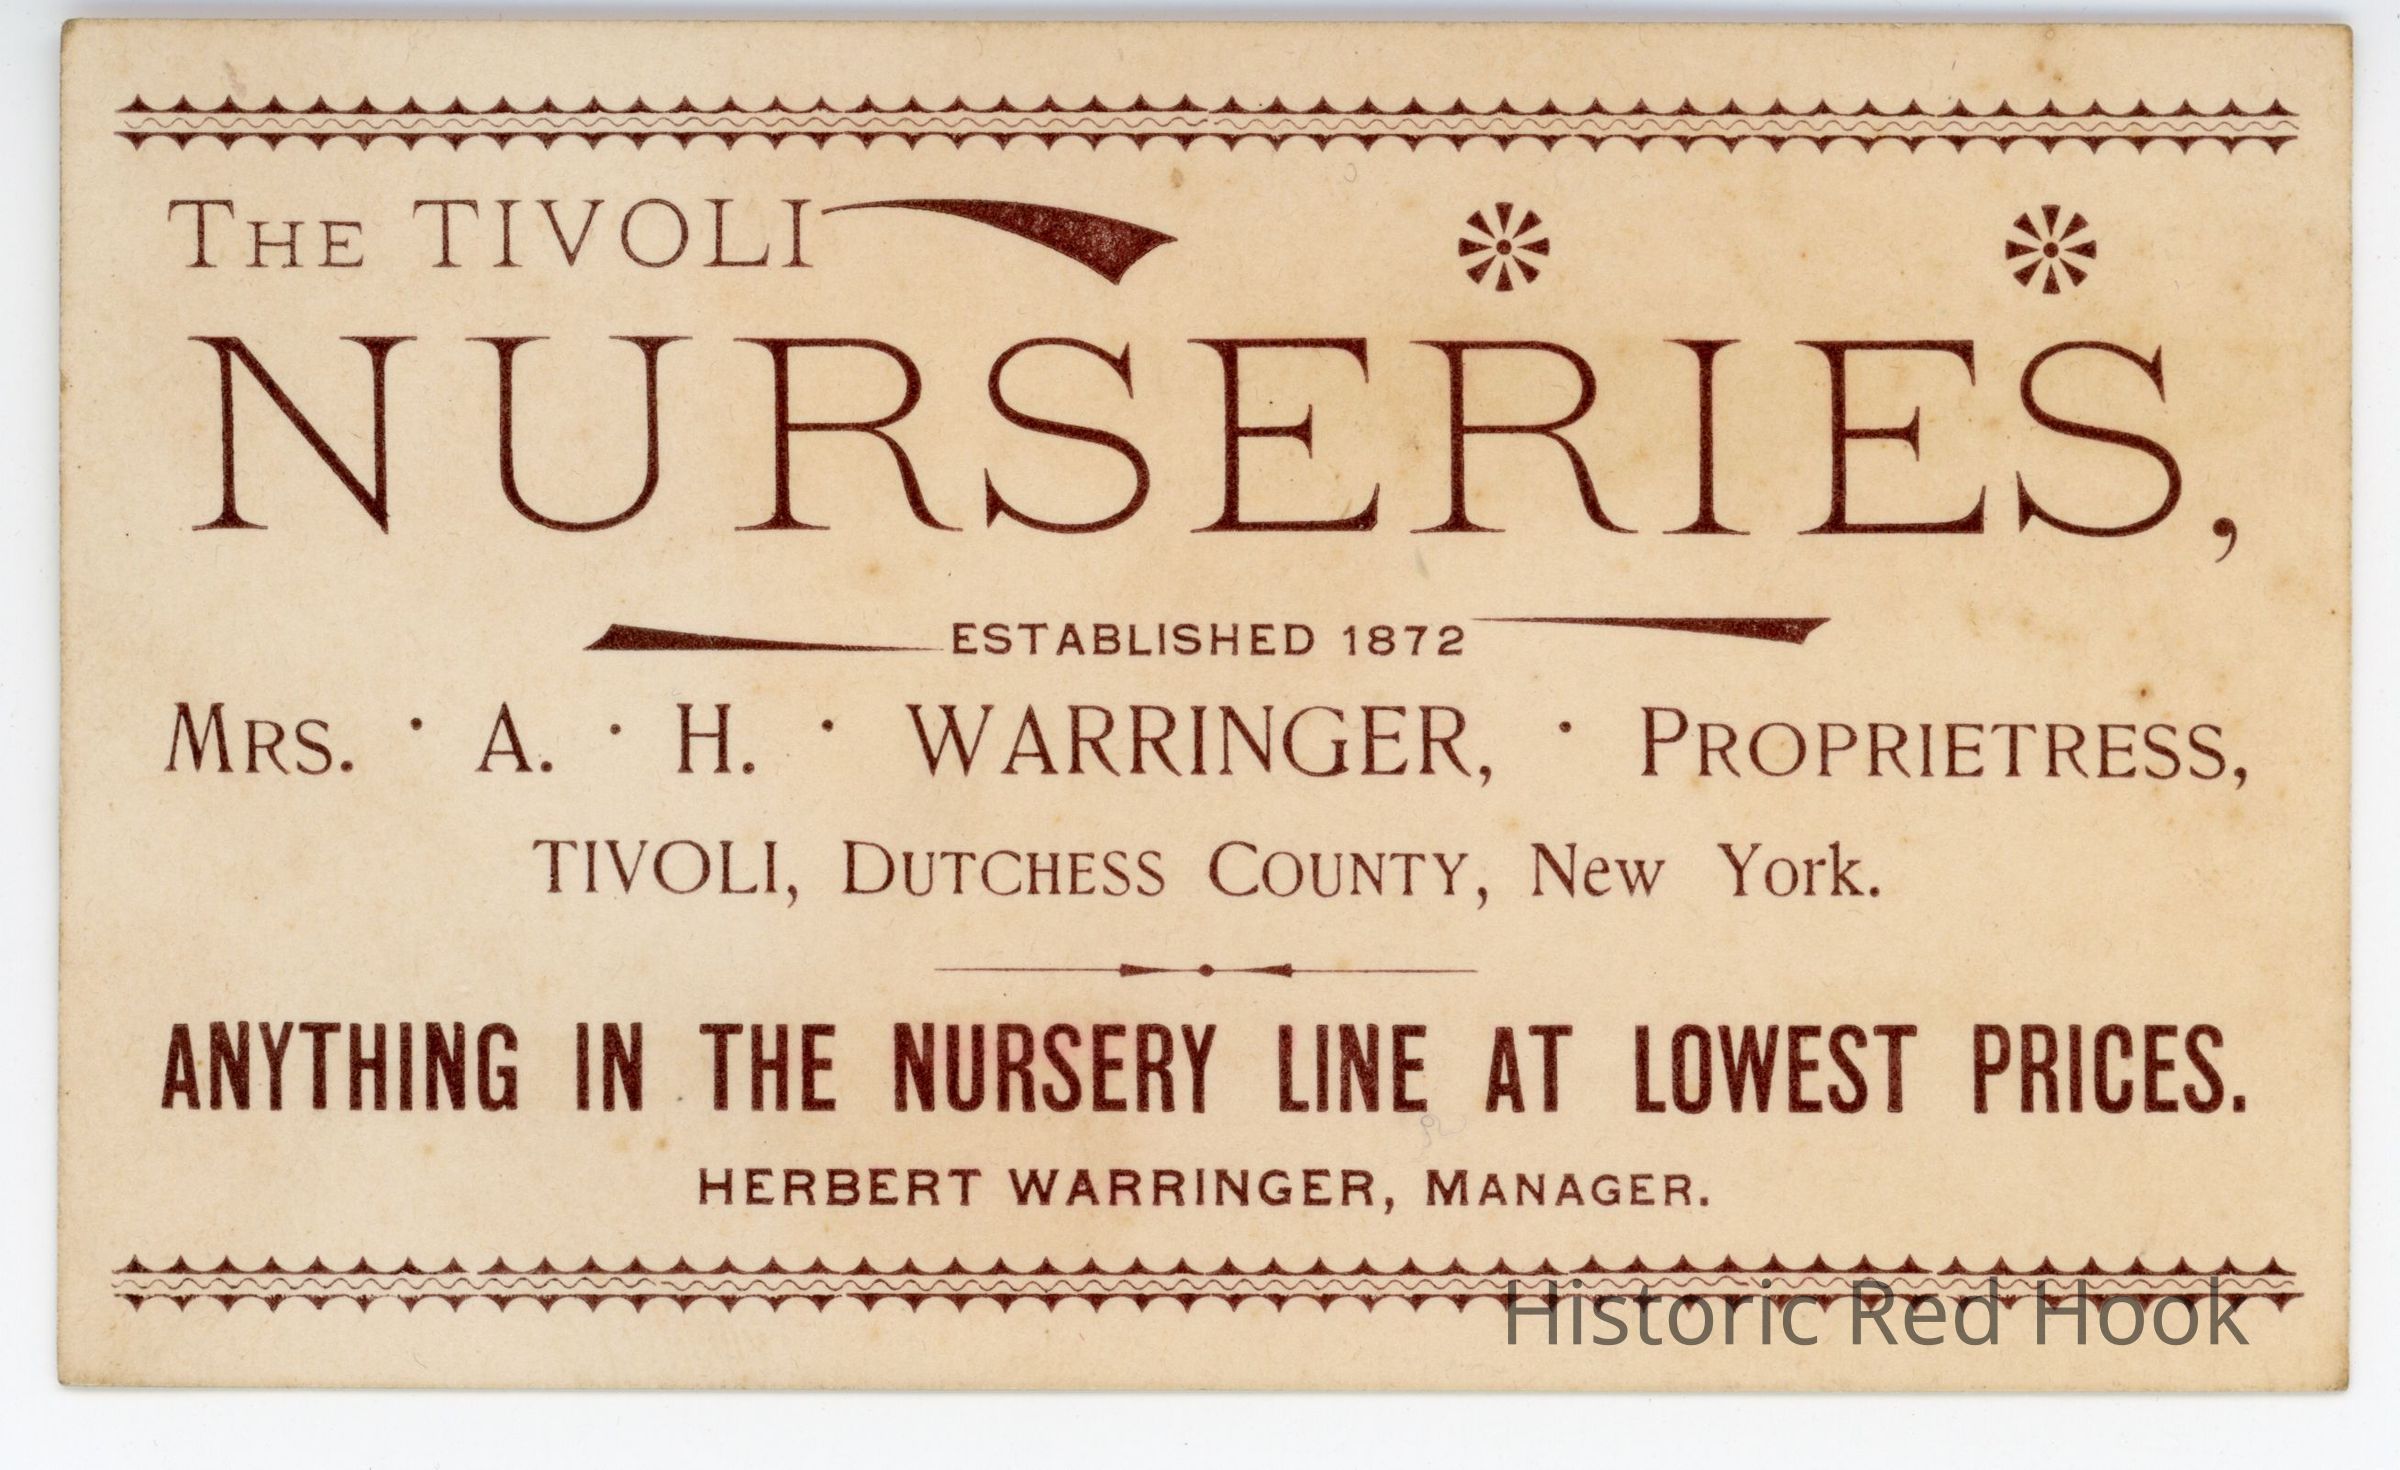 The TIVOLI
NURSERIES,
ESTABLISHED 1872
MRS. · A. · H. · WARRINGER, · PROPRIETRESS,
TIVOLI, DUTCHESS COUNTY, New York.
ANYTHING IN THE NURSERY LINE AT LOWEST PRICES.
HERBERT WARRINGER, MANAGER.
Historic Red Hook